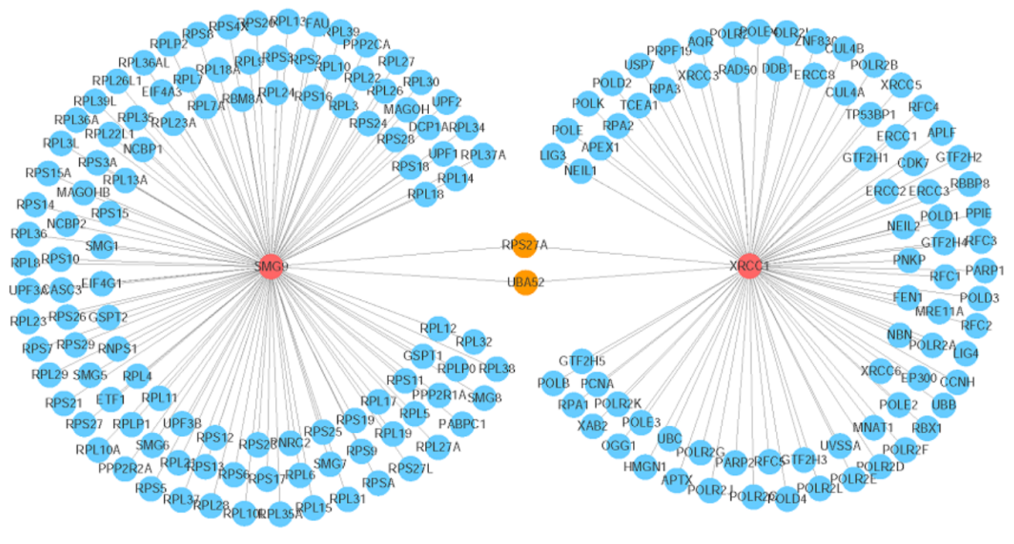 RPL13
FAU
RPS4X
RPS8
RPL39
RPLP2
PPP2CA
RPL36AL
RPL9
RPS3
RPS2
RPL27
RPL18A
RPL10
RPL26L1
RPL7
RPL22
RPL30
EIF4A3
RPL26
RPL39L
RPL7A
RBM8A
RPL24
RPS16
RPL3
MAGOH
UPF2
RPL36A
RPL35
RPL23A
RPS24
DCP1A
RPL34
RPL3L
RPL22L1
NCBP1
RPS28
UPF1
RPL37A
RPS15A
RPS3A
RPL13A
RPS18
RPL14
RPS14
MAGOHB
RPL18
RPL36
NCBP2
RPS15
RPL8
RPS10
SMG1
SMG9
UPF3A
CASC3
EIF4G1
RPL23
RPS26
GSPT2
RPS7
RPS29
RNPS1
RPL12
RPL32
RPL29
SMG5
RPL4
GSPT1
RPLP0
RPL38
RPS21
ETF1
RPL11
RPS11
PPP2R1A
SMG8
RPS27
RPLP1
UPF3B
RPL17
RPL5
PABPC1
RPL10A
SMG6
RPS12
RNRC2
RPS25
RPS19
RPL19
RPL27A
PPP2R2A
RPS13
RPS6
RPS17
RPL6
SMG7
RPS9
RPS27L
RPS5
RPL37
RPL28
RPL35A
RPL15
RPL31
RPSA
RPS27A
UBA52
AQR
PRPF19
CUL4B
USP7
XRCC3
RAD50
DDB1
ERCC8
POLR2B
POLD2
RPA3
CUL4A
XRCC5
POLK
TCEA1
TP53BP1
RFC4
POLE
RPA2
ERCC1
APLF
LIG3
APEX1
GTF2H1
CDK7
GTF2H2
NEIL1
ERCC2
ERCC3
RBBP8
NEIL2
POLD1
PPIE
GTF2H4
RFC3
XRCC1
PNKP
RFC1
PARP1
FEN1
MRE11A
POLD3
NBN
POLR2A
RFC2
GTF2H5
LIG4
POLB
PCNA
XRCC6
EP300
CCNH
RPA1
POLR2K
POLE2
UBB
XAB2
POLE3
MNAT1
RBX1
OGG1
UBC
POLR2G
PARP2
RFC5
GTF2H3
UVSSA
POLR2F
HMGN1
APTX
POLR2D
POLR2E
POLD4
POLR2L